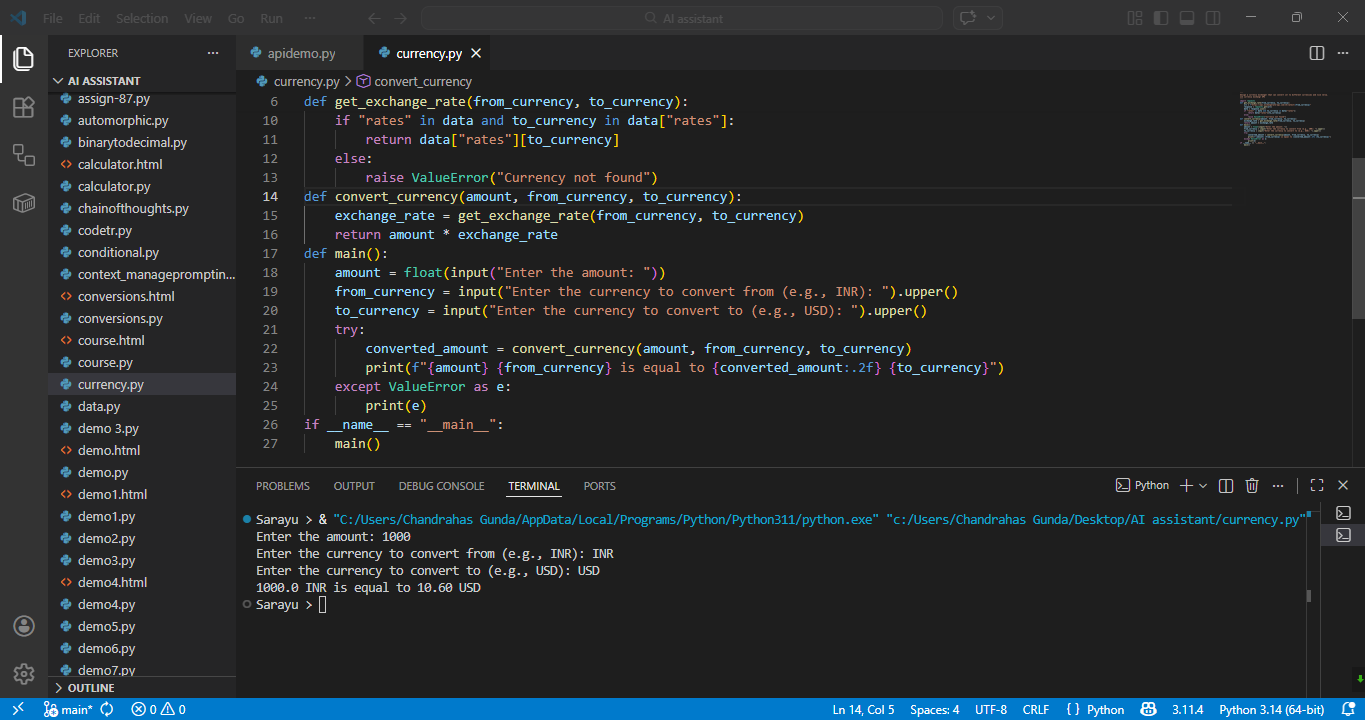 File Edit Selection View Go Run ··· AI assistant
EXPLORER ···
AI ASSISTANT
assign-87.py
automorphic.py
binarytodecimal.py
calculator.html
calculator.py
chainofthoughts.py
codetr.py
conditional.py
context_managepromptin...
conversions.html
conversions.py
course.html
course.py
currency.py
data.py
demo 3.py
demo.html
demo.py
demo1.html
demo1.py
demo2.py
demo3.py
demo4.html
demo4.py
demo5.py
demo6.py
demo7.py
OUTLINE
apidemo.py currency.py
currency.py > convert_currency
6 def get_exchange_rate(from_currency, to_currency):
10 if "rates" in data and to_currency in data["rates"]:
11 return data["rates"][to_currency]
12 else:
13 raise ValueError("Currency not found")
14 def convert_currency(amount, from_currency, to_currency):
15 exchange_rate = get_exchange_rate(from_currency, to_currency)
16 return amount * exchange_rate
17 def main():
18 amount = float(input("Enter the amount: "))
19 from_currency = input("Enter the currency to convert from (e.g., INR): ").upper()
20 to_currency = input("Enter the currency to convert to (e.g., USD): ").upper()
21 try:
22 converted_amount = convert_currency(amount, from_currency, to_currency)
23 print(f"{amount} {from_currency} is equal to {converted_amount:.2f} {to_currency}")
24 except ValueError as e:
25 print(e)
26 if __name__ == "__main__":
27 main()
PROBLEMS OUTPUT DEBUG CONSOLE TERMINAL PORTS Python
Sarayu > & "C:/Users/Chandrahas Gunda/AppData/Local/Programs/Python/Python311/python.exe" "c:/Users/Chandrahas Gunda/Desktop/AI assistant/currency.py"
Enter the amount: 1000
Enter the currency to convert from (e.g., INR): INR
Enter the currency to convert to (e.g., USD): USD
1000.0 INR is equal to 10.60 USD
Sarayu >
main* 0 0 Ln 14, Col 5 Spaces: 4 UTF-8 CRLF { } Python 3.11.4 Python 3.14 (64-bit)